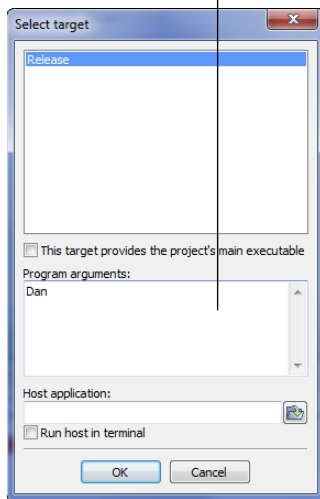 Select target
Release
This target provides the project's main executable
Program arguments:
Dan
Host application:
Run host in terminal
OK Cancel